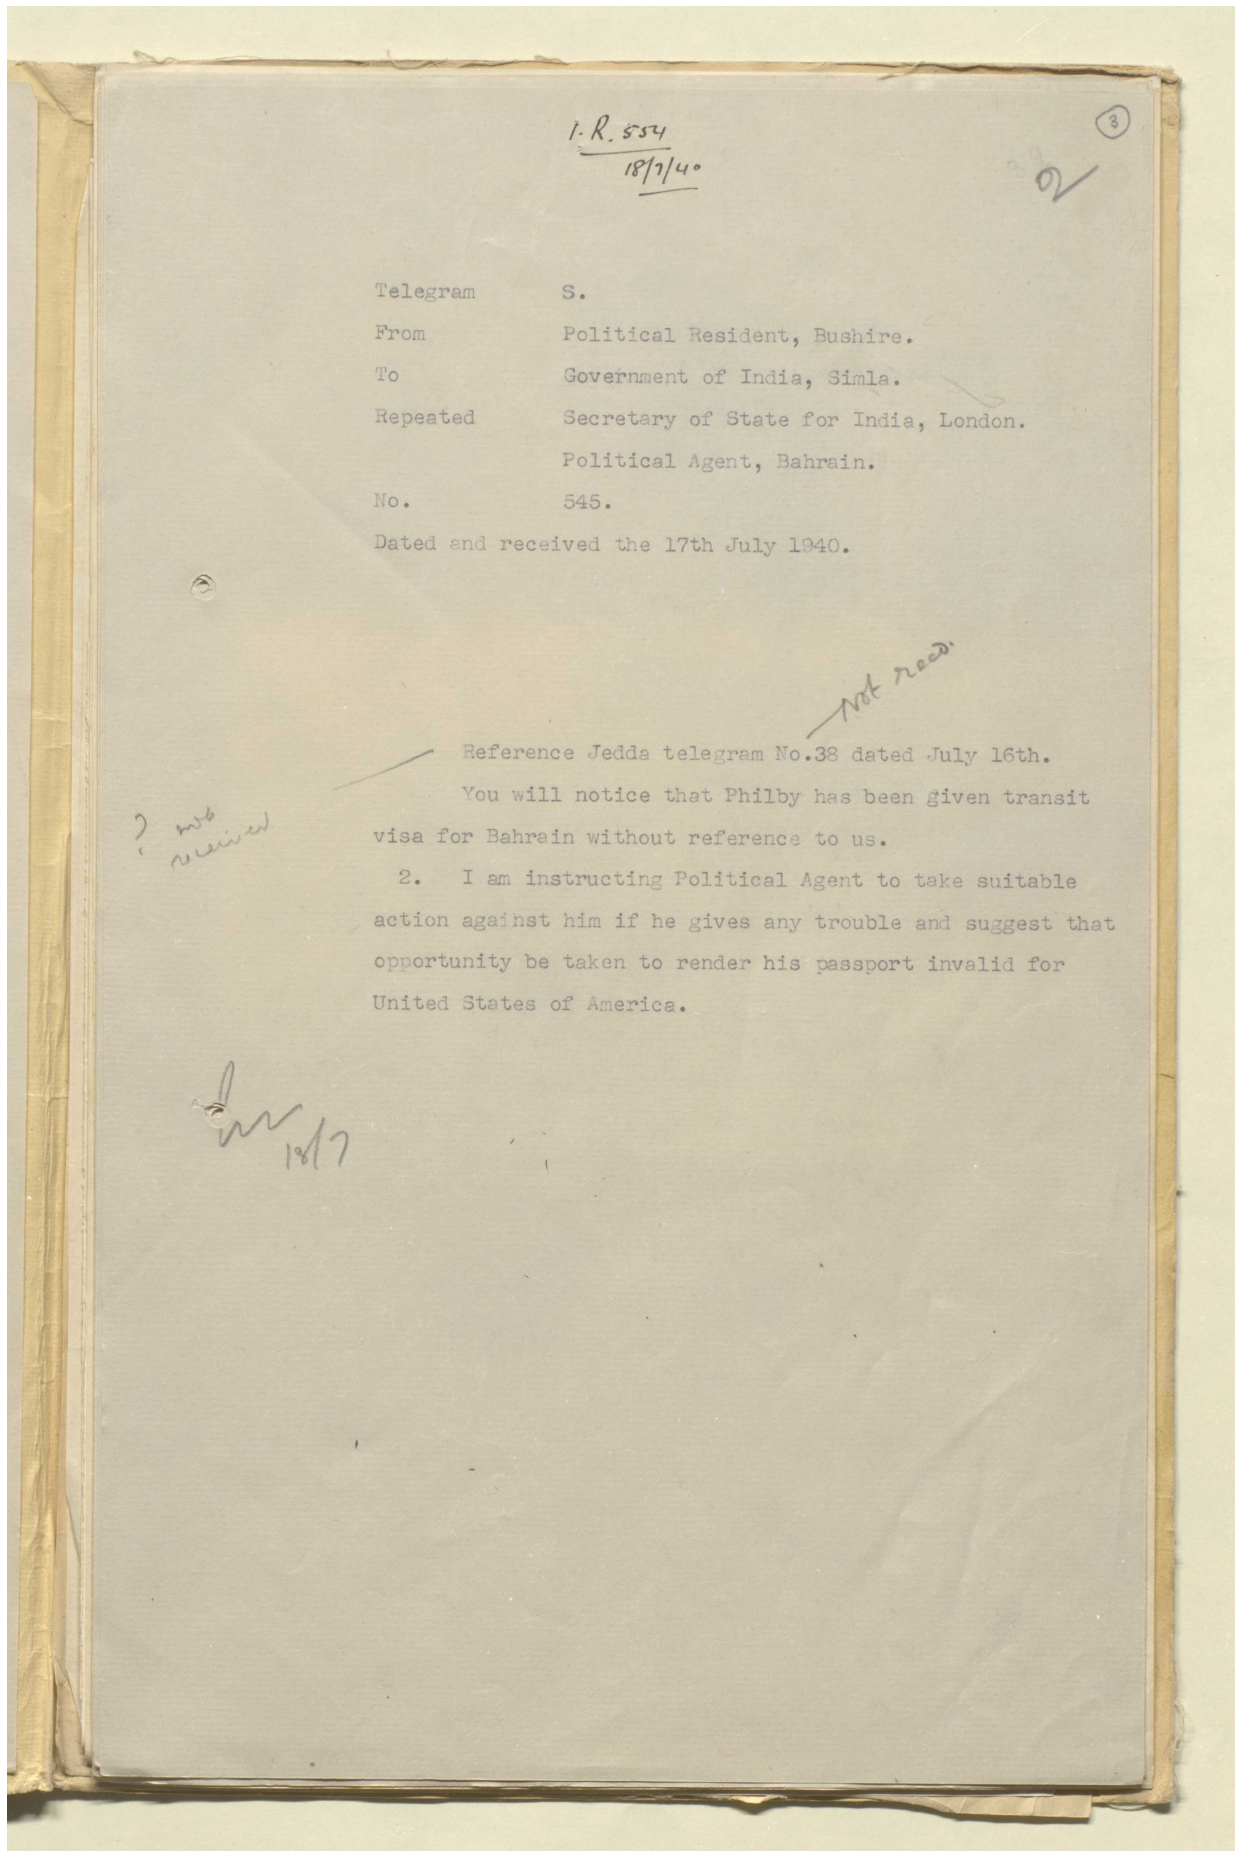 I.R. 554
18/7/40
3
2
Telegram S.
From Political Resident, Bushire.
To Government of India, Simla.
Repeated Secretary of State for India, London.
Political Agent, Bahrain.
No. 545.
Dated and received the 17th July 1940.
Not recd.
Reference Jedda telegram No.38 dated July 16th.
You will notice that Philby has been given transit
? not
received
visa for Bahrain without reference to us.
2. I am instructing Political Agent to take suitable
action against him if he gives any trouble and suggest that
opportunity be taken to render his passport invalid for
United States of America.
18/7